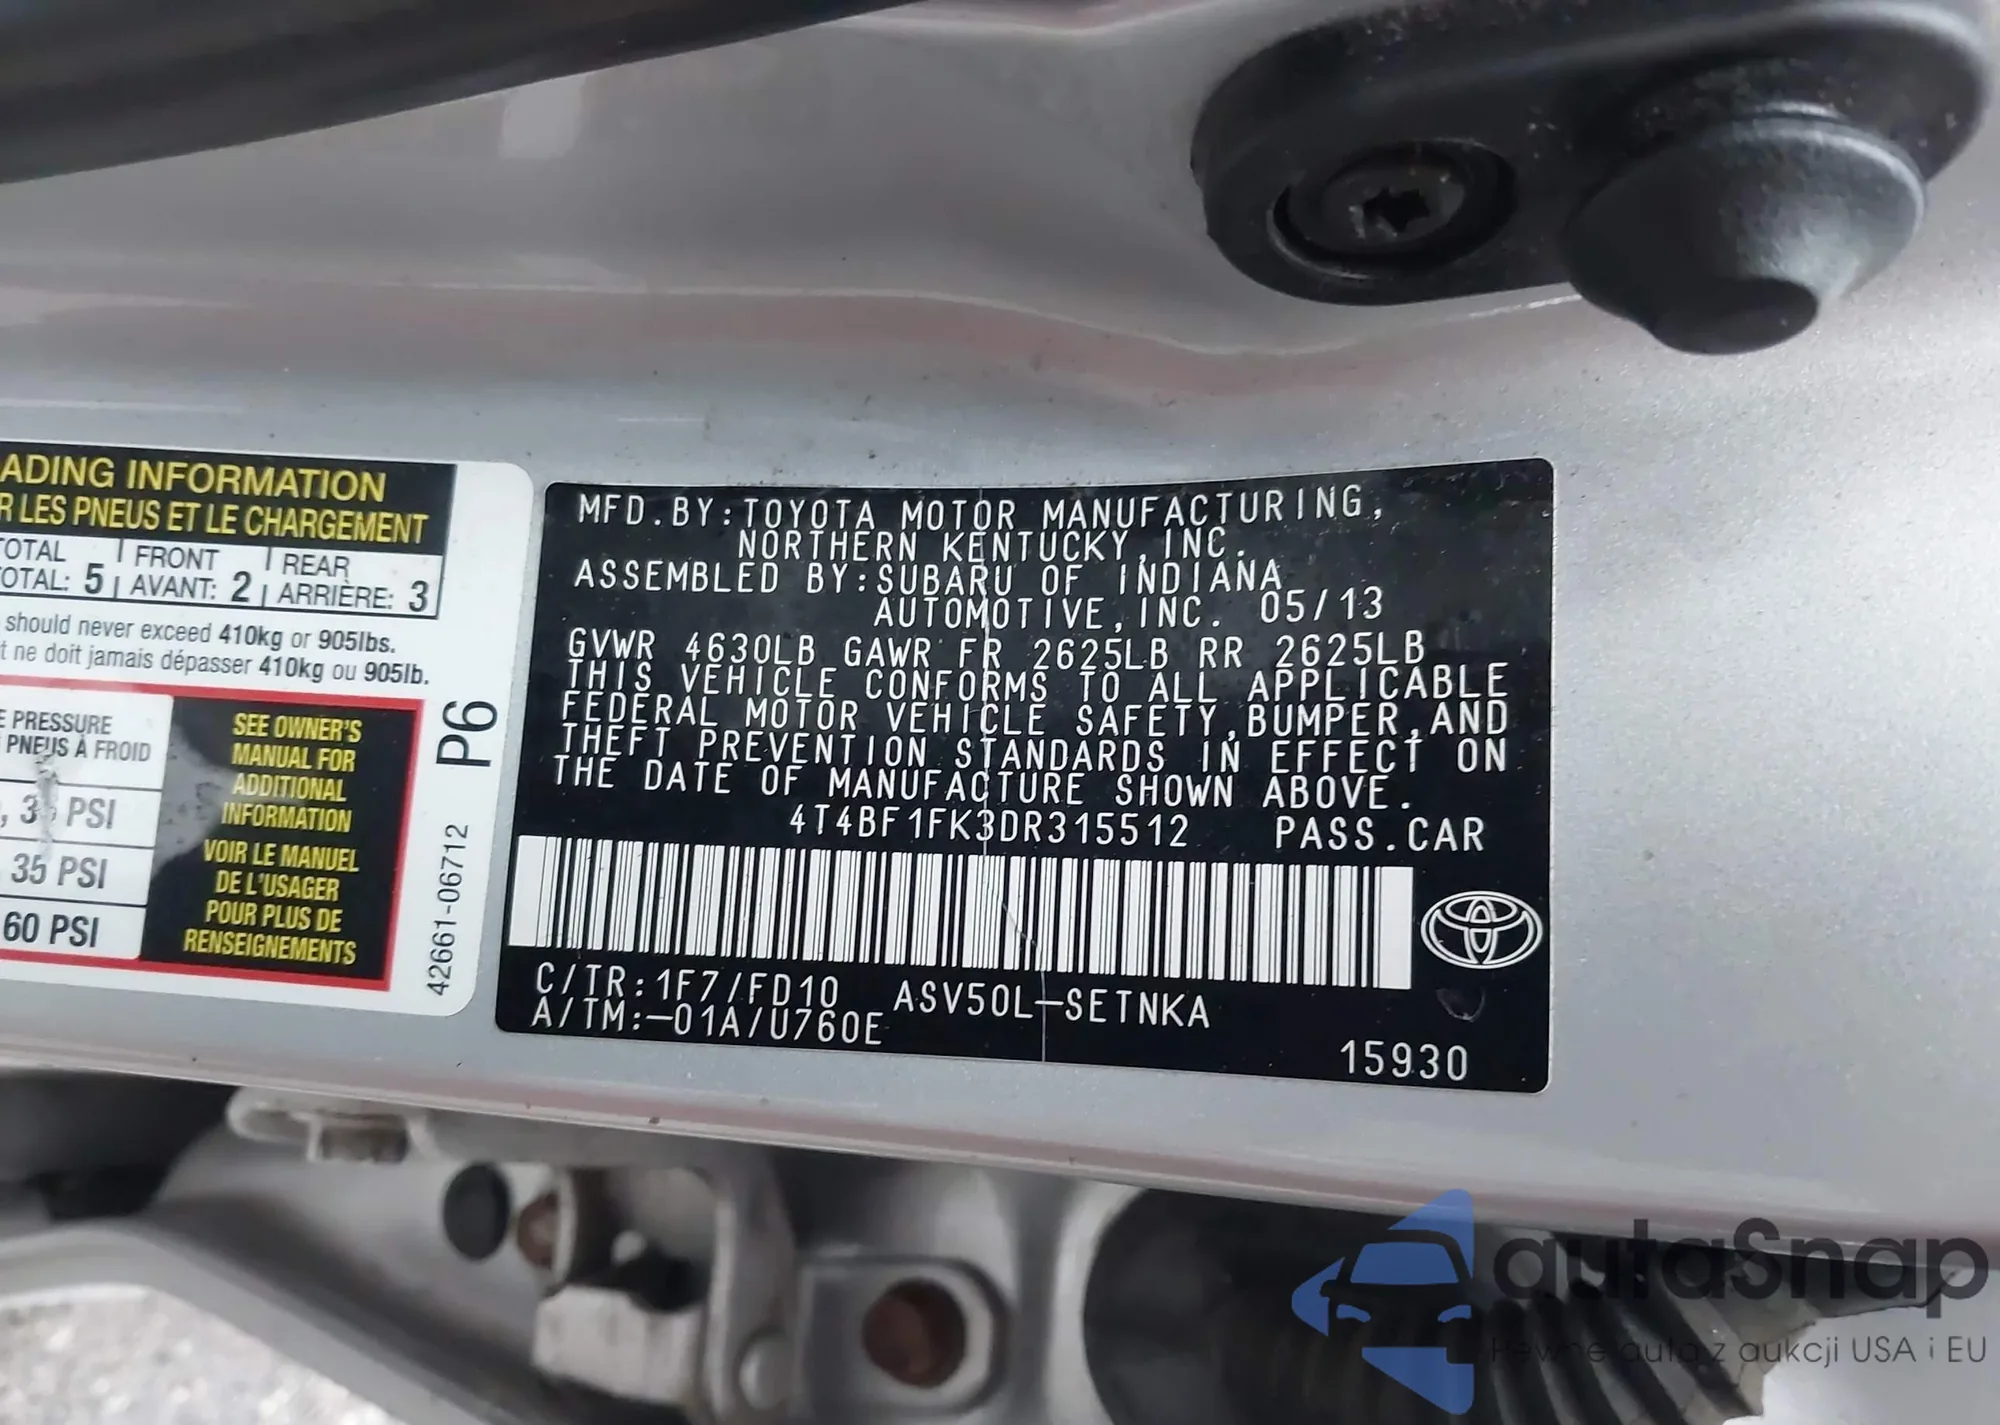 ADING INFORMATION
R LES PNEUS ET LE CHARGEMENT
TOTAL FRONT REAR
TOTAL: 5 AVANT: 2 ARRIÈRE: 3
should never exceed 410kg or 905lbs.
t ne doit jamais dépasser 410kg ou 905lb.
E PRESSURE
PNEUS À FROID
PSI
35 PSI
60 PSI
SEE OWNER'S
MANUAL FOR
ADDITIONAL
INFORMATION
VOIR LE MANUEL
DE L'USAGER
POUR PLUS DE
RENSEIGNEMENTS
P6
42661-06712
MFD.BY:TOYOTA MOTOR MANUFACTURING,
NORTHERN KENTUCKY,INC.
ASSEMBLED BY:SUBARU OF INDIANA
AUTOMOTIVE,INC. 05/13
GVWR 4630LB GAWR FR 2625LB RR 2625LB
THIS VEHICLE CONFORMS TO ALL APPLICABLE
FEDERAL MOTOR VEHICLE SAFETY,BUMPER,AND
THEFT PREVENTION STANDARDS IN EFFECT ON
THE DATE OF MANUFACTURE SHOWN ABOVE.
4T4BF1FK3DR315512 PASS.CAR
C/TR:1F7/FD10 ASV50L-SETNKA
A/TM:-01A/U760E
15930
autaSnap
Pewne auta z aukcji USA i EU